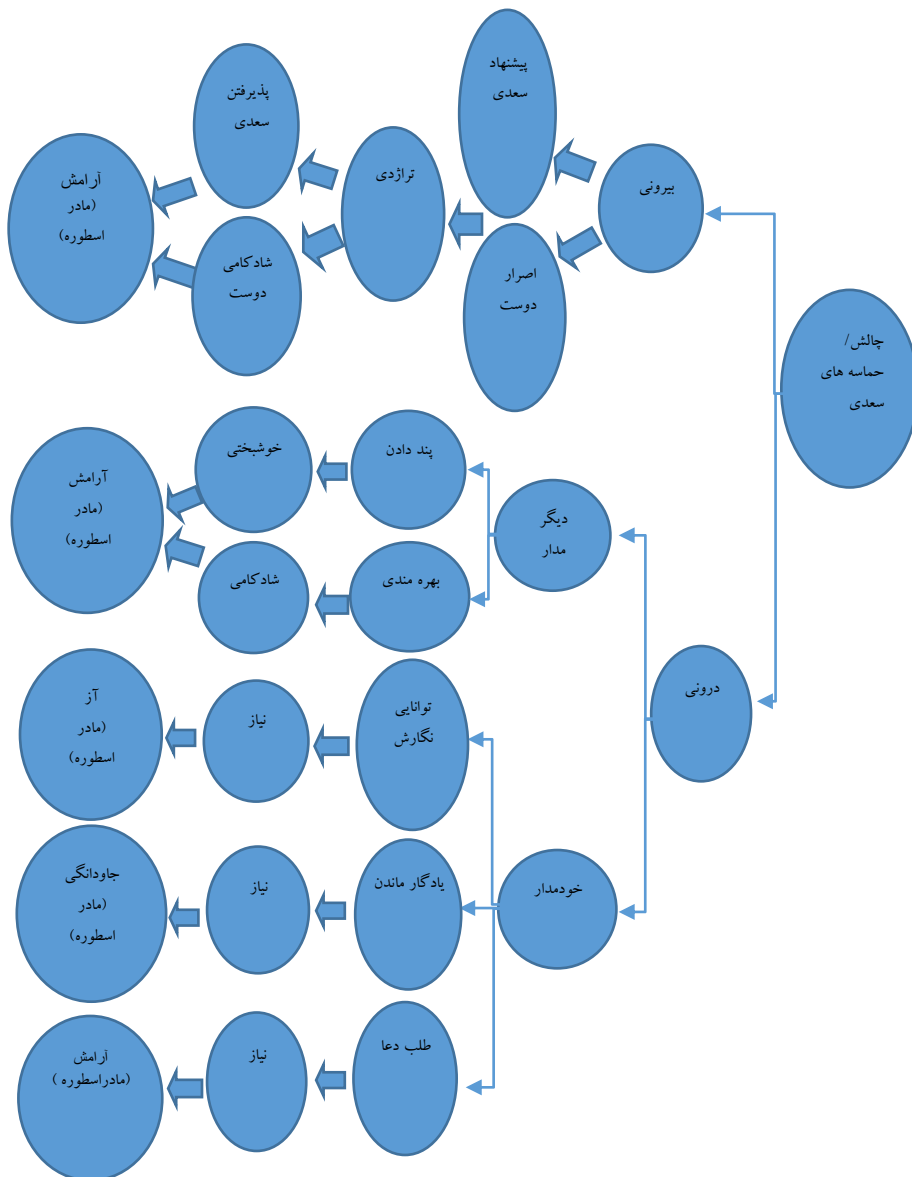 چالش/
حماسه های
سعدی
بیرونی
پیشنهاد
سعدی
اصرار
دوست
تراژدی
پذیرفتن
سعدی
شادکامی
دوست
آرامش
(مادر
اسطوره)
درونی
دیگر
مدار
پند دادن
خوشبختی
بهره مندی
شادکامی
آرامش
(مادر
اسطوره)
خودمدار
توانایی
نگارش
نیاز
آز
(مادر
اسطوره)
یادگار ماندن
نیاز
جاودانگی
(مادر
اسطوره)
طلب دعا
نیاز
آرامش
(مادراسطوره )